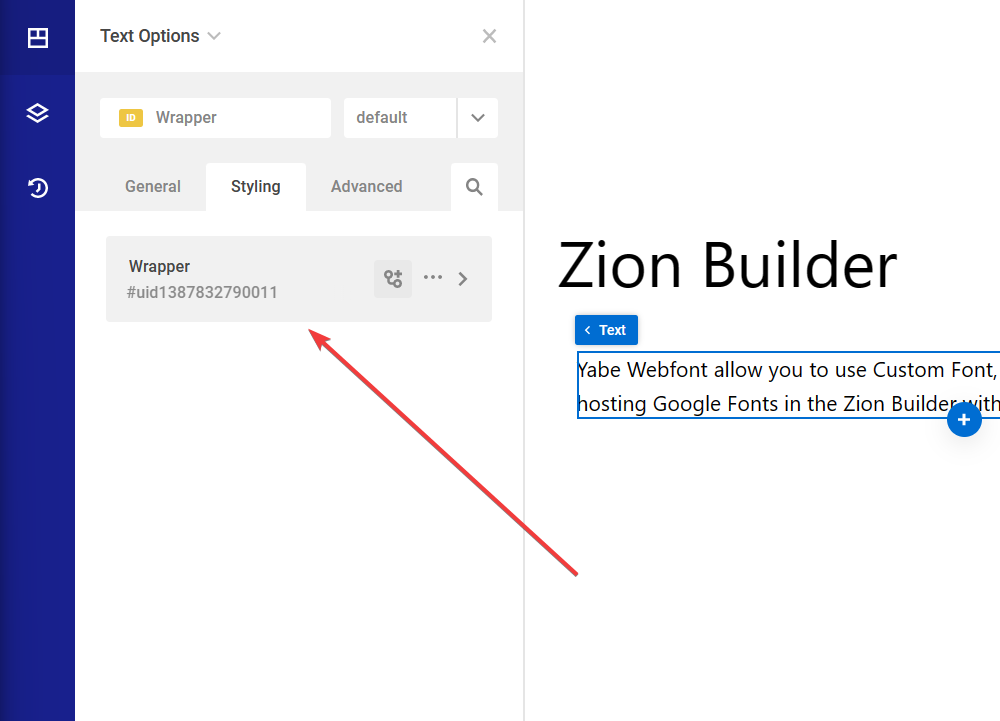 Text Options
ID Wrapper
default
General
Styling
Advanced
Wrapper
#uid1387832790011
Zion Builder
Text
Yabe Webfont allow you to use Custom Font,
hosting Google Fonts in the Zion Builder with